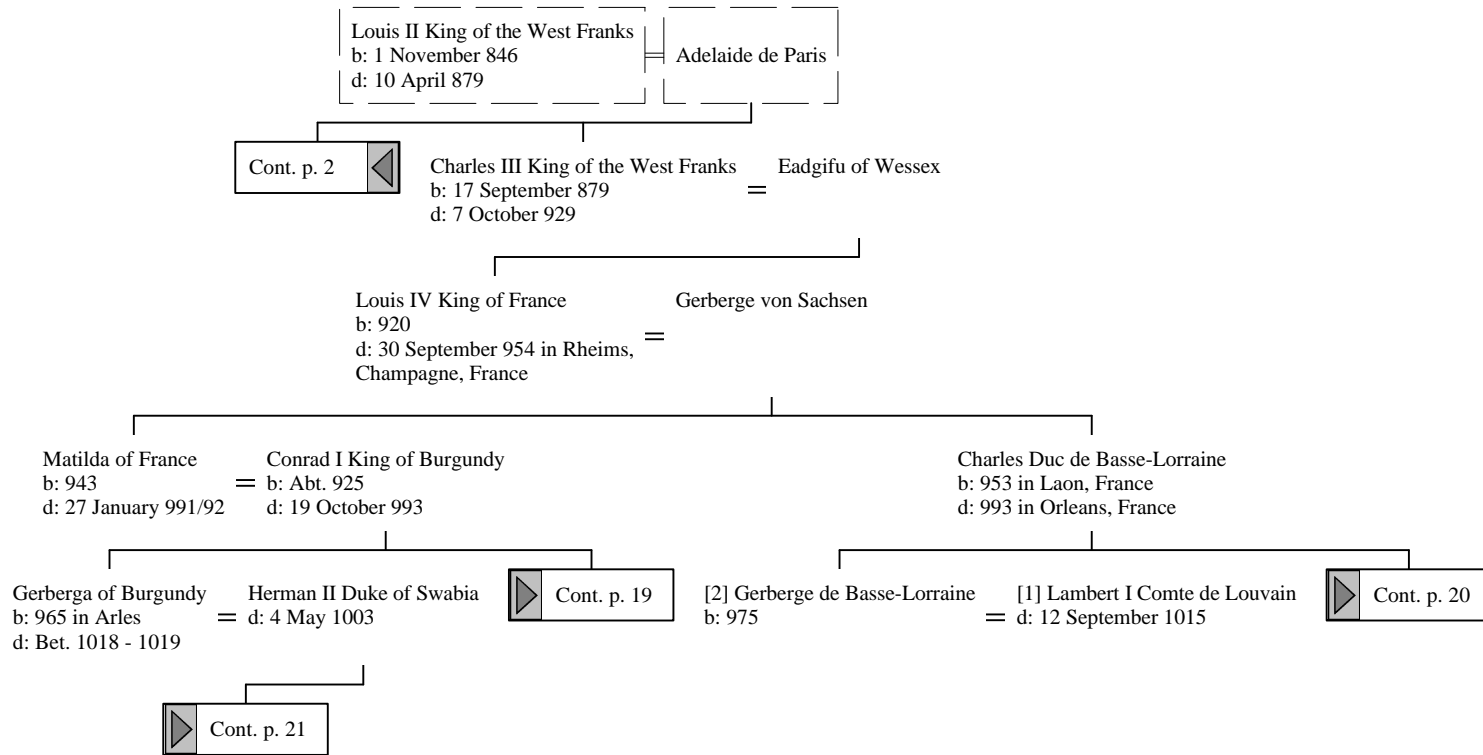 Louis II King of the West Franks
b: 1 November 846
d: 10 April 879
=
Adelaide de Paris
Cont. p. 2
Charles III King of the West Franks
b: 17 September 879
d: 7 October 929
=
Eadgifu of Wessex
Louis IV King of France
b: 920
d: 30 September 954 in Rheims,
Champagne, France
=
Gerberge von Sachsen
Matilda of France
b: 943
d: 27 January 991/92
=
Conrad I King of Burgundy
b: Abt. 925
d: 19 October 993
Charles Duc de Basse-Lorraine
b: 953 in Laon, France
d: 993 in Orleans, France
Gerberga of Burgundy
b: 965 in Arles
d: Bet. 1018 - 1019
=
Herman II Duke of Swabia
d: 4 May 1003
Cont. p. 19
[2] Gerberge de Basse-Lorraine
b: 975
=
[1] Lambert I Comte de Louvain
d: 12 September 1015
Cont. p. 20
Cont. p. 21